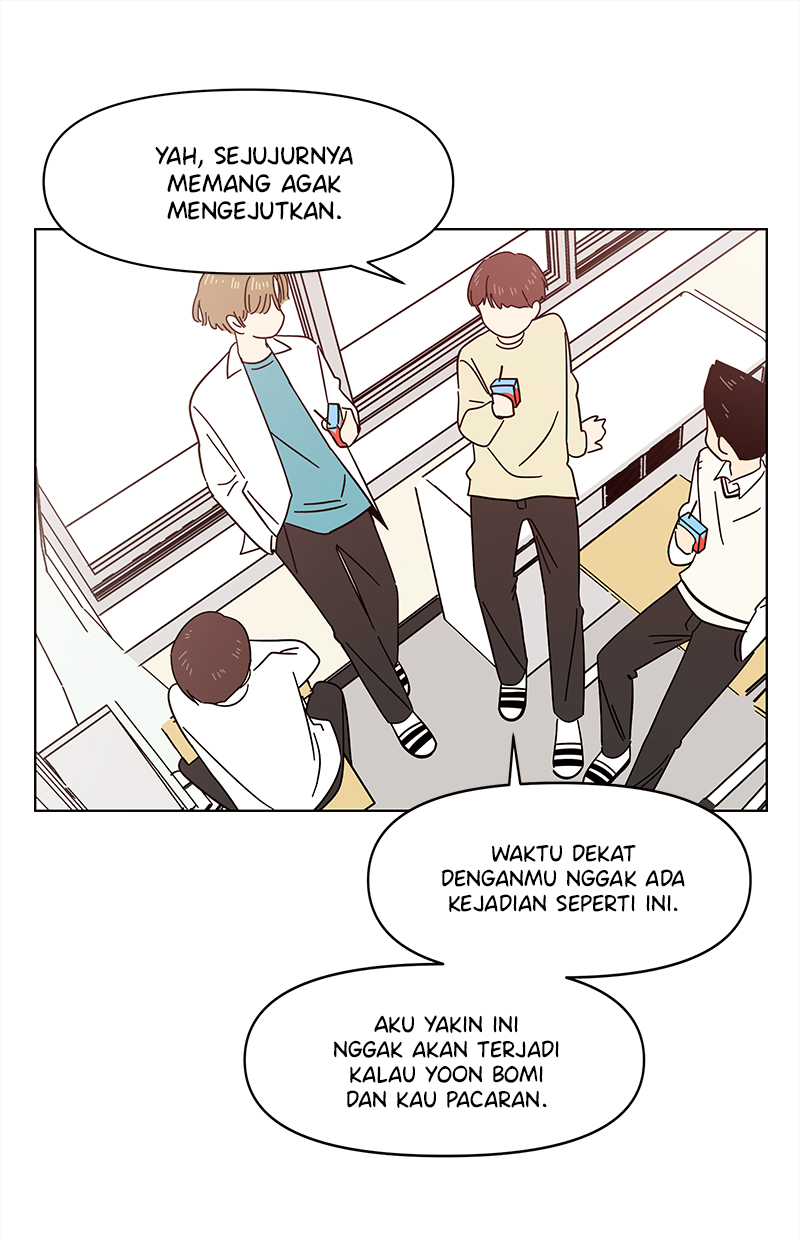 YAH, SEJUJURNYA
MEMANG AGAK
MENGEJUTKAN.
WAKTU DEKAT
DENGANMU NGGAK ADA
KEJADIAN SEPERTI INI.
AKU YAKIN INI
NGGAK AKAN TERJADI
KALAU YOON BOMI
DAN KAU PACARAN.